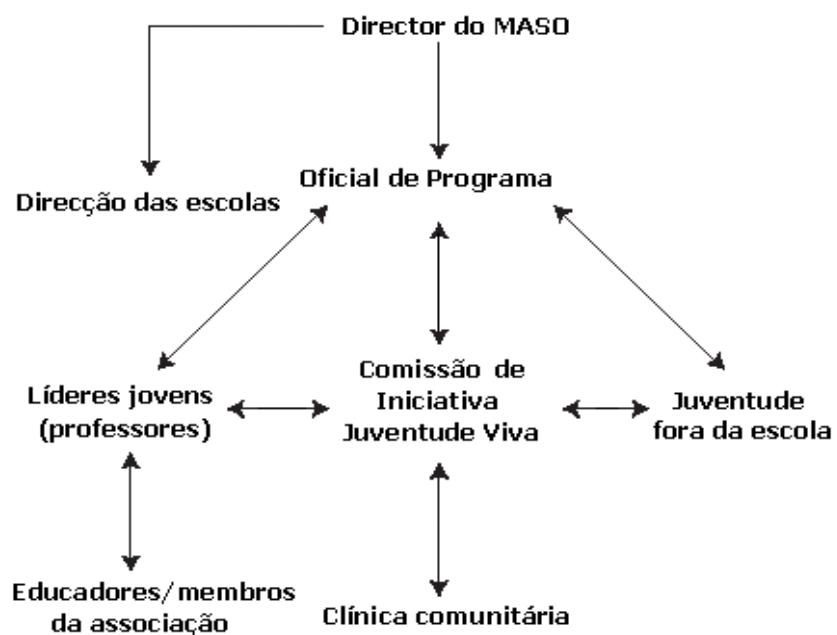 Director do MASO
Oficial de Programa
Direcção das escolas
Líderes jovens
(professores)
Comissão de
Iniciativa
Juventude Viva
Juventude
fora da escola
Educadores/membros
da associação
Clínica comunitária